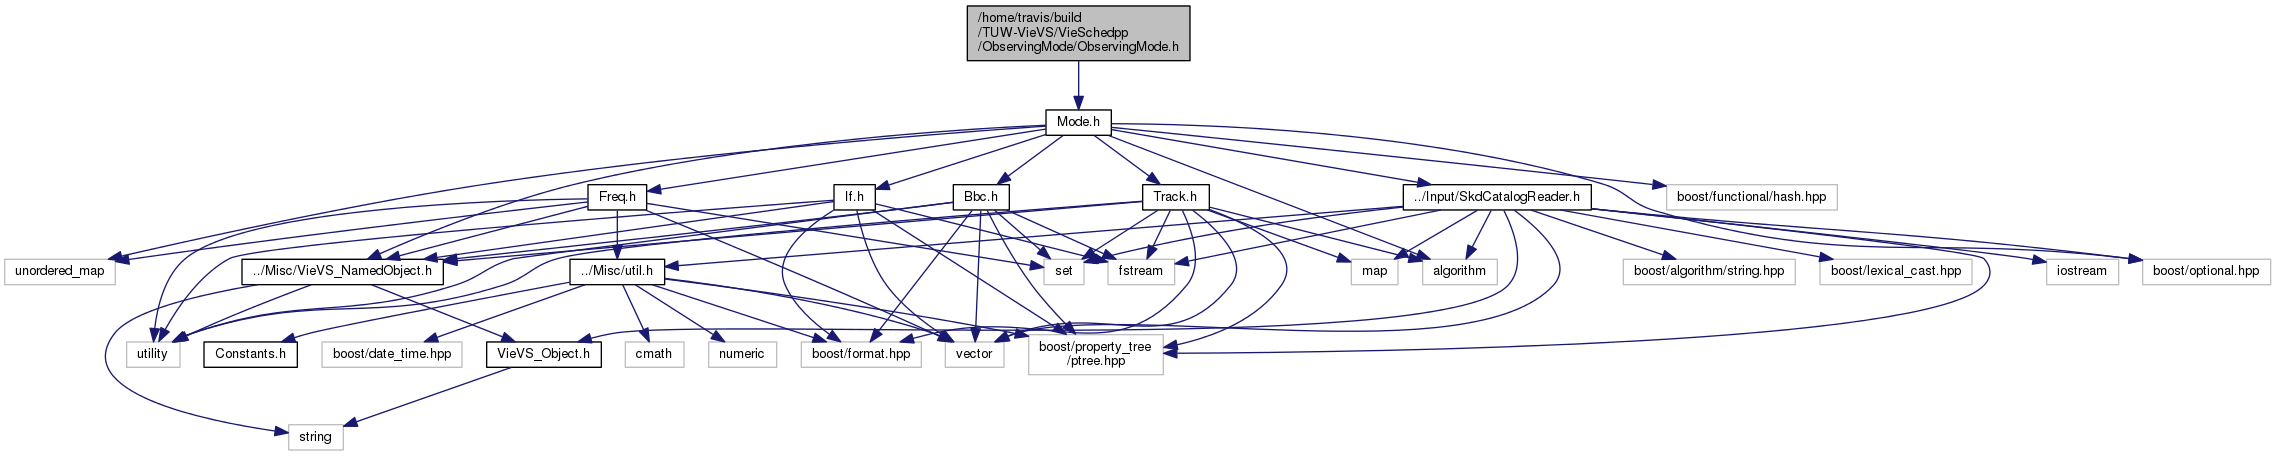 /home/travis/build
/TUW-VieVS/VieSchedpp
/ObservingMode/ObservingMode.h
Mode.h
Freq.h
If.h
Bbc.h
Track.h
../Input/SkdCatalogReader.h
boost/functional/hash.hpp
unordered_map
../Misc/VieVS_NamedObject.h
../Misc/util.h
set
fstream
map
algorithm
boost/algorithm/string.hpp
boost/lexical_cast.hpp
iostream
boost/optional.hpp
utility
Constants.h
boost/date_time.hpp
VieVS_Object.h
cmath
numeric
boost/format.hpp
vector
boost/property_tree
/ptree.hpp
string